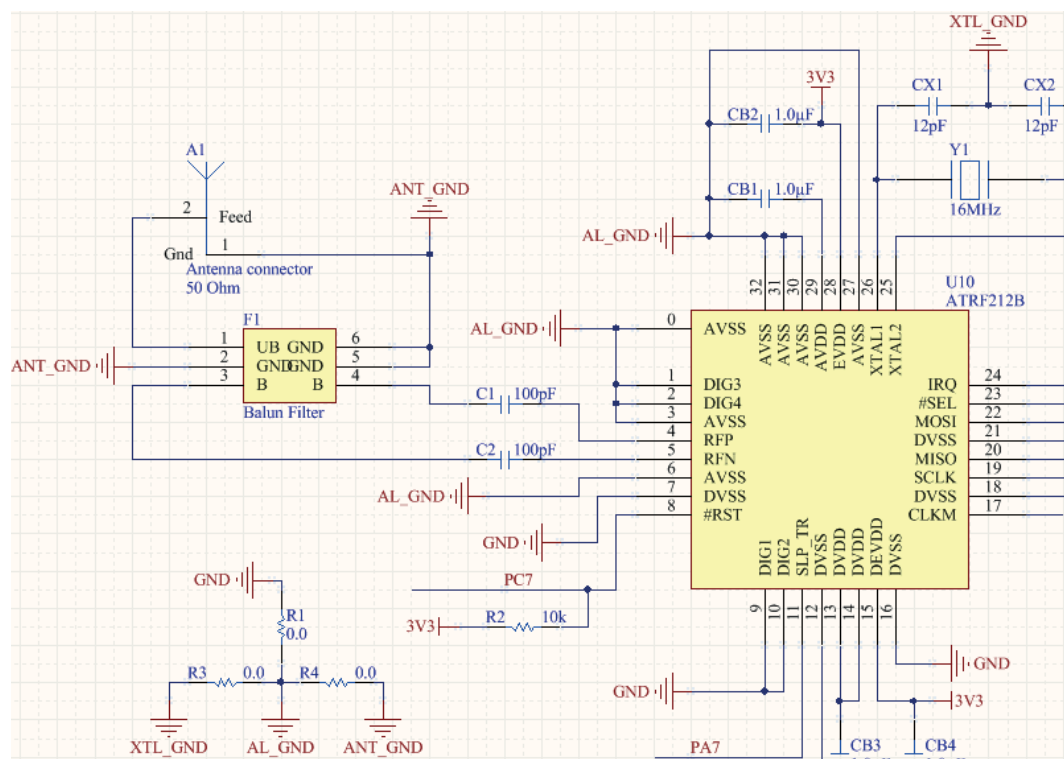 XTL_GND
CX1
CX2
12pF
12pF
3V3
CB2 1.0µF
Y1
CB1 1.0µF
16MHz
A1
ANT_GND
2
Feed
Gnd
1
Antenna connector
50 Ohm
AL_GND
32 31 30 29 28 27 26 25
U10
ATRF212B
F1
ANT_GND
1 UB GND 6
2 GND GND 5
3 B B 4
Balun Filter
AL_GND
0 AVSS
AVSS AVSS AVSS AVDD EVDD AVSS XTAL1 XTAL2
1 DIG3
2 DIG4
3 AVSS
4 RFP
5 RFN
6 AVSS
7 DVSS
8 #RST
IRQ 24
#SEL 23
MOSI 22
DVSS 21
MISO 20
SCLK 19
DVSS 18
CLKM 17
C1 100pF
C2 100pF
AL_GND
GND
DIG1 DIG2 SLP_TR DVSS DVDD DVDD DEVDD DVSS
9 10 11 12 13 14 15 16
PC7
R2 10k
3V3
GND
R1
0.0
R3 0.0
R4 0.0
XTL_GND
AL_GND
ANT_GND
GND
GND
3V3
PA7
CB3
CB4